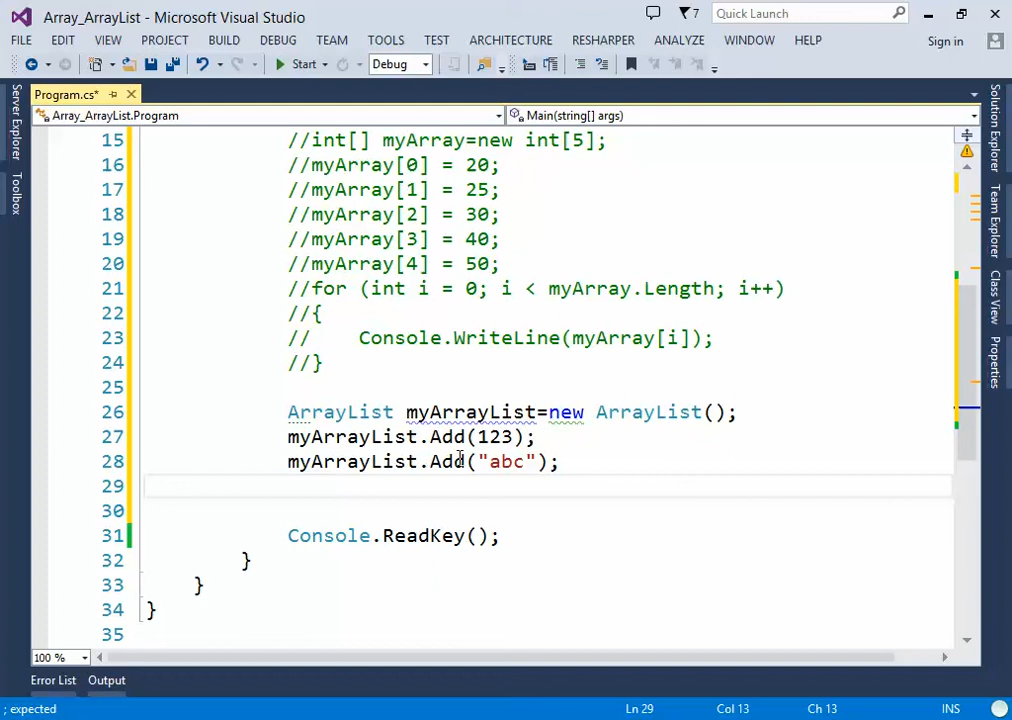 Array_ArrayList - Microsoft Visual Studio
7
Quick Launch
FILE EDIT VIEW PROJECT BUILD DEBUG TEAM TOOLS TEST ARCHITECTURE RESHARPER ANALYZE WINDOW HELP
Sign in
Start
Debug
Server Explorer
Toolbox
Program.cs*
Array_ArrayList.Program
Main(string[] args)
15 //int[] myArray=new int[5];
16 //myArray[0] = 20;
17 //myArray[1] = 25;
18 //myArray[2] = 30;
19 //myArray[3] = 40;
20 //myArray[4] = 50;
21 //for (int i = 0; i < myArray.Length; i++)
22 //{
23 //    Console.WriteLine(myArray[i]);
24 //}
25
26 ArrayList myArrayList=new ArrayList();
27 myArrayList.Add(123);
28 myArrayList.Add("abc");
29
30
31 Console.ReadKey();
32 }
33 }
34 }
35
Solution Explorer
Team Explorer
Class View
Properties
100 %
Error List Output
; expected
Ln 29 Col 13 Ch 13 INS